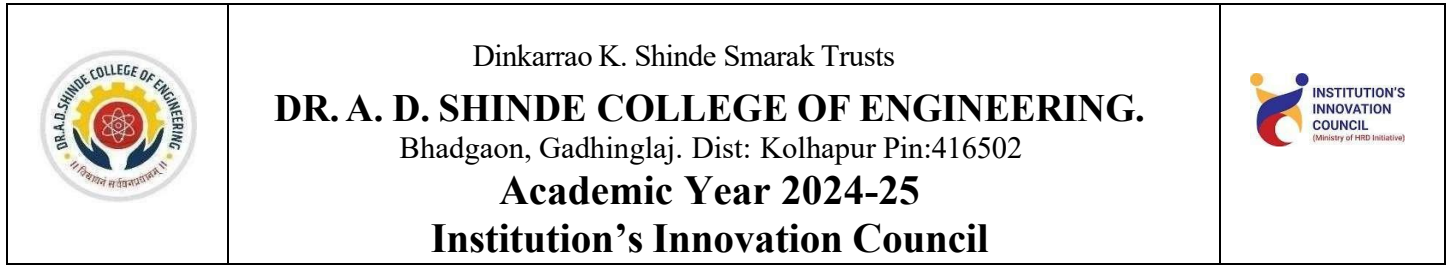 DR.A.D.SHINDE COLLEGE OF ENGINEERING
Dinkarrao K. Shinde Smarak Trusts
DR. A. D. SHINDE COLLEGE OF ENGINEERING.
Bhadgaon, Gadhinglaj. Dist: Kolhapur Pin:416502
Academic Year 2024-25
Institution’s Innovation Council
INSTITUTION'S
INNOVATION
COUNCIL
(Ministry of HRD Initiative)